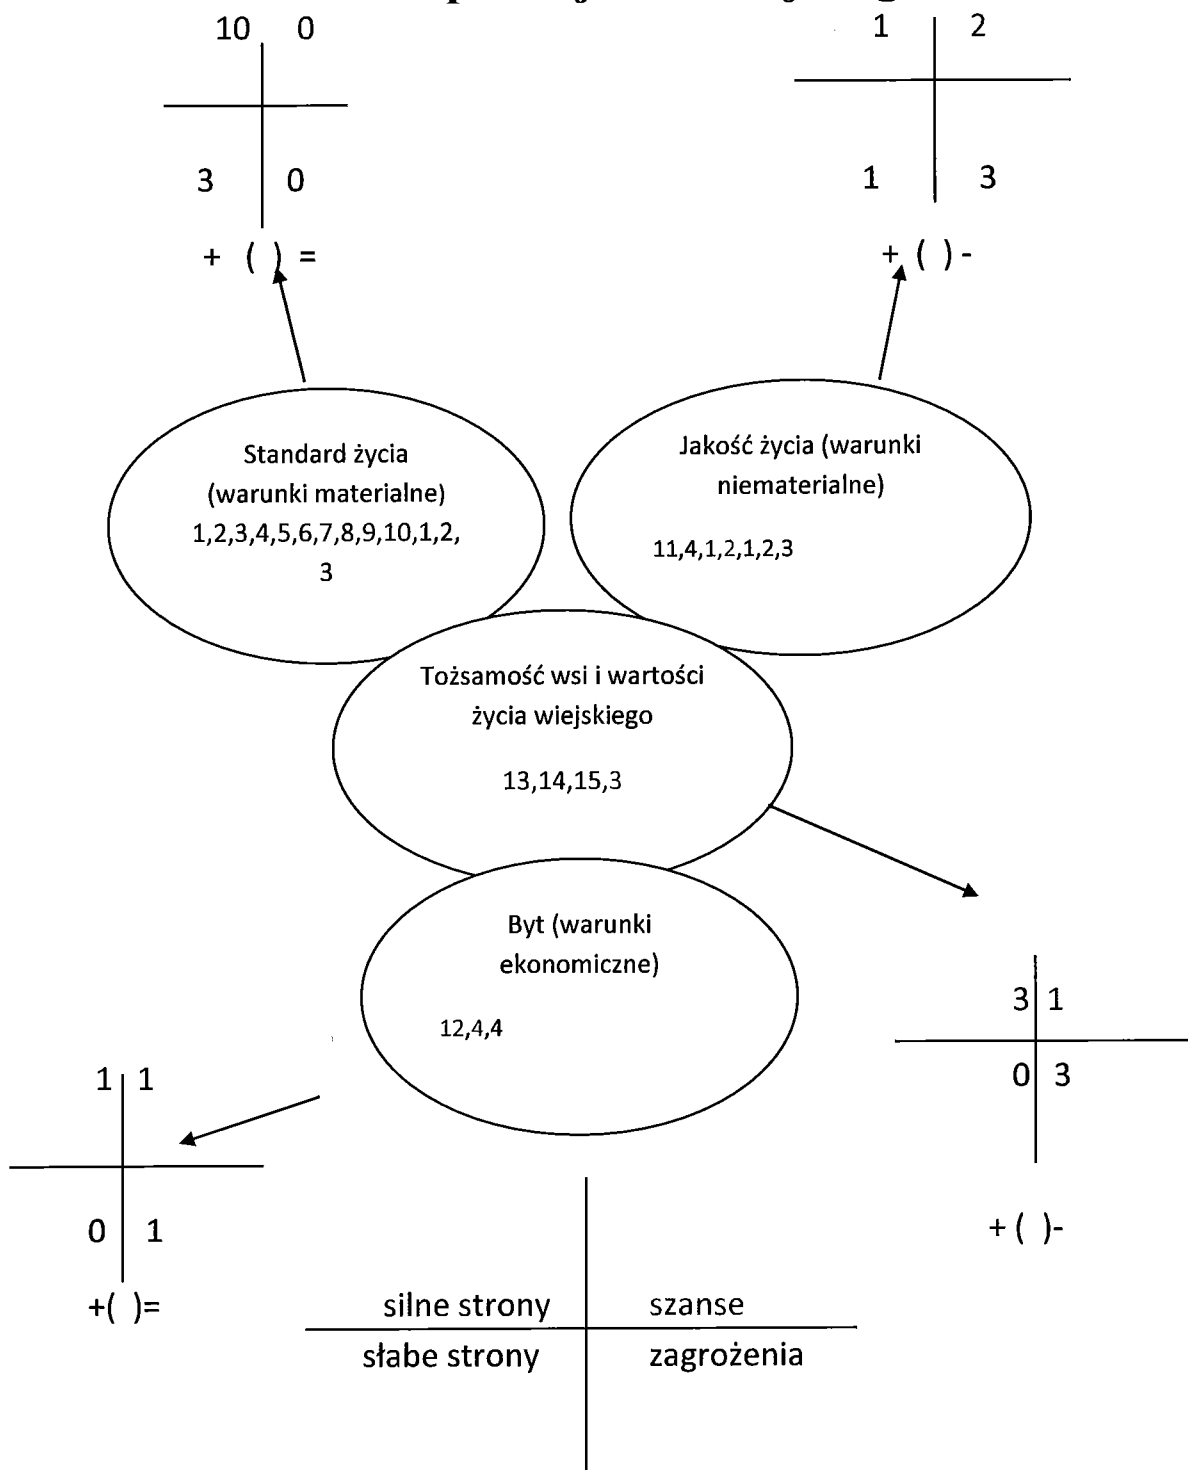 10 0
1 2
3 0
1 3
+ ( ) =
+ ( ) -
Standard życia
(warunki materialne)
1,2,3,4,5,6,7,8,9,10,1,2,
3
Jakość życia (warunki
niematerialne)
11,4,1,2,1,2,3
Tożsamość wsi i wartości
życia wiejskiego
13,14,15,3
Byt (warunki
ekonomiczne)
12,4,4
3 1
0 3
+ ( )-
1 1
0 1
+( )=
silne strony szanse
słabe strony zagrożenia